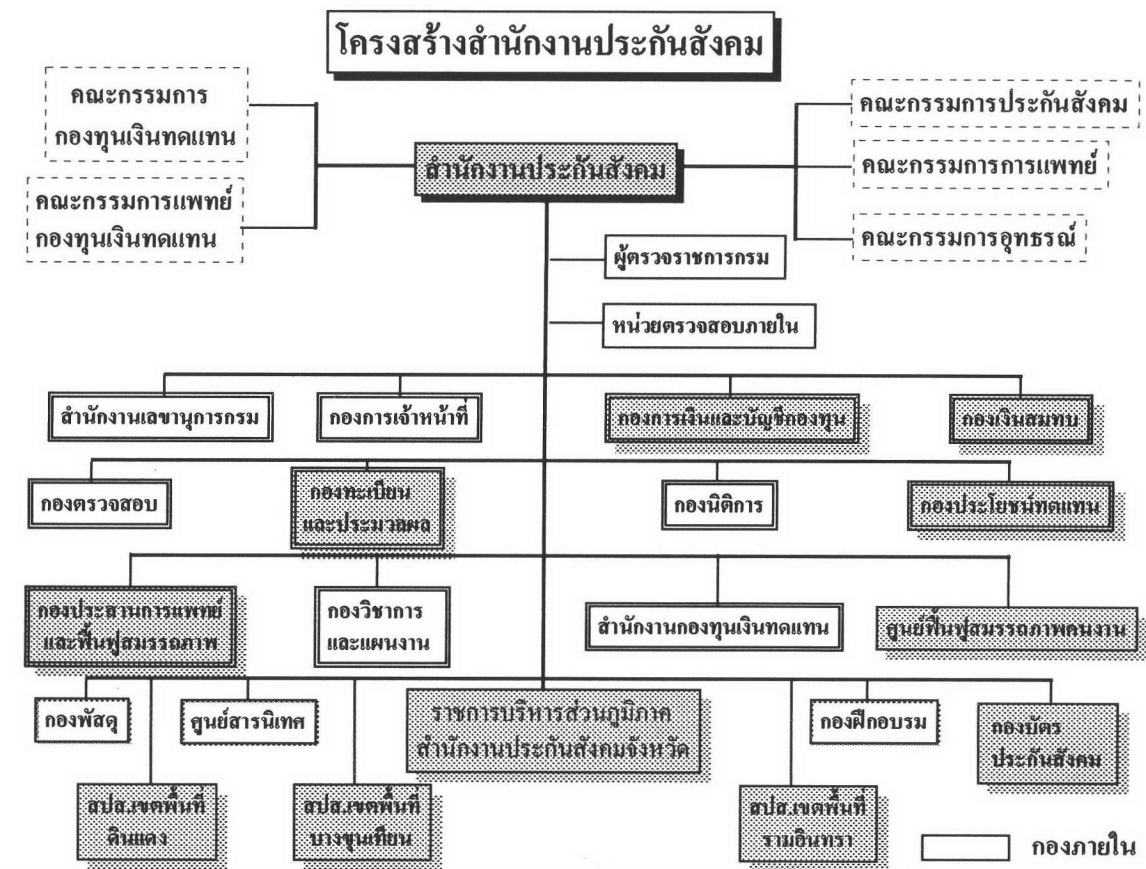 โครงสร้างสำนักงานประกันสังคม
คณะกรรมการ
กองทุนเงินทดแทน
คณะกรรมการแพทย์
กองทุนเงินทดแทน
สำนักงานประกันสังคม
คณะกรรมการประกันสังคม
คณะกรรมการการแพทย์
คณะกรรมการอุทธรณ์
ผู้ตรวจราชการกรม
หน่วยตรวจสอบภายใน
สำนักงานเลขานุการกรม
กองการเจ้าหน้าที่
กองการเงินและบัญชีกองทุน
กองเงินสมทบ
กองตรวจสอบ
กองทะเบียน
และประมวลผล
กองนิติการ
กองประโยชน์ทดแทน
กองประสานการแพทย์
และฟื้นฟูสมรรถภาพ
กองวิชาการ
และแผนงาน
สำนักงานกองทุนเงินทดแทน
ศูนย์ฟื้นฟูสมรรถภาพคนงาน
กองพัสดุ
ศูนย์สารนิเทศ
ราชการบริหารส่วนภูมิภาค
สำนักงานประกันสังคมจังหวัด
กองฝึกอบรม
กองบัตร
ประกันสังคม
สปส.เขตพื้นที่
ดินแดง
สปส.เขตพื้นที่
บางขุนเทียน
สปส.เขตพื้นที่
รามอินทรา
กองภายใน